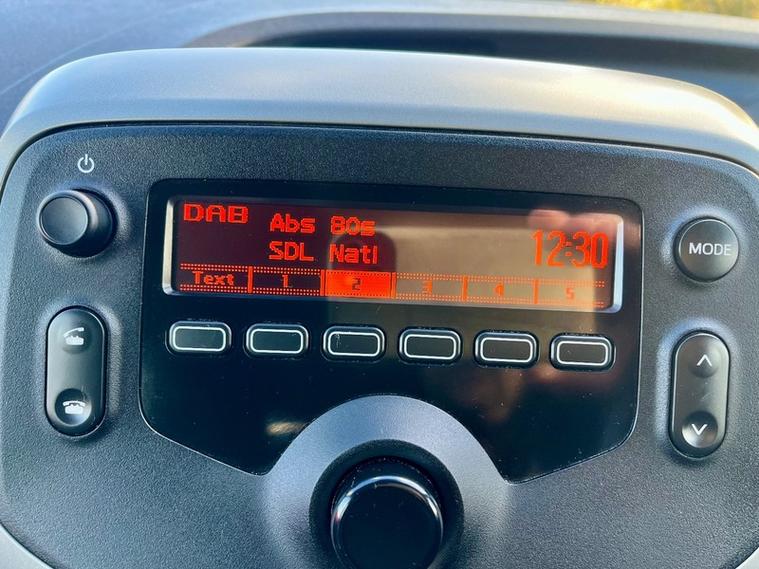 DAB Abs 80s
SDL Natl 12:30
Text 1 2 3 4 5
MODE